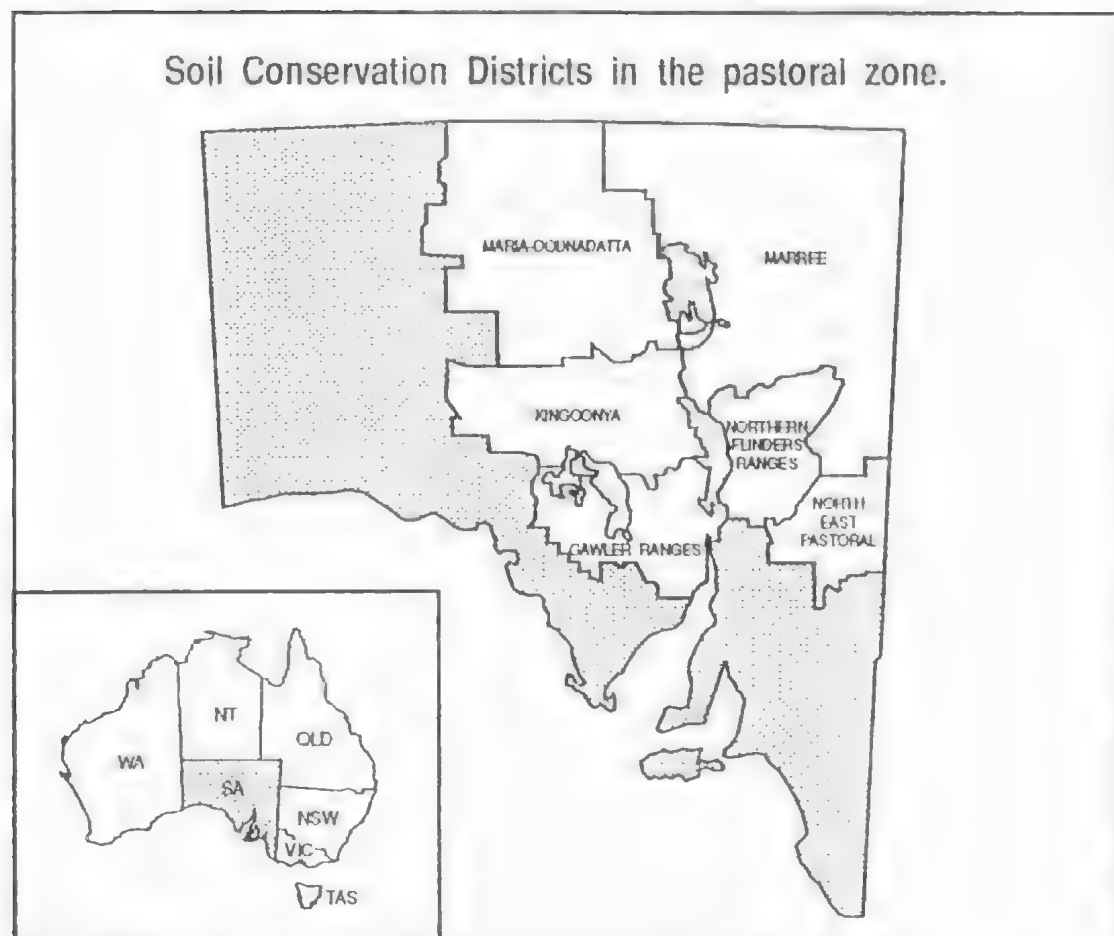 Soil Conservation Districts in the pastoral zone.
MARLA-OODNADATTA
MARREE
KINGOONYA
NORTHERN
FLINDERS
RANGES
NORTH
EAST
PASTORAL
GAWLER RANGES
NT
QLD
WA
SA
NSW
VIC
TAS